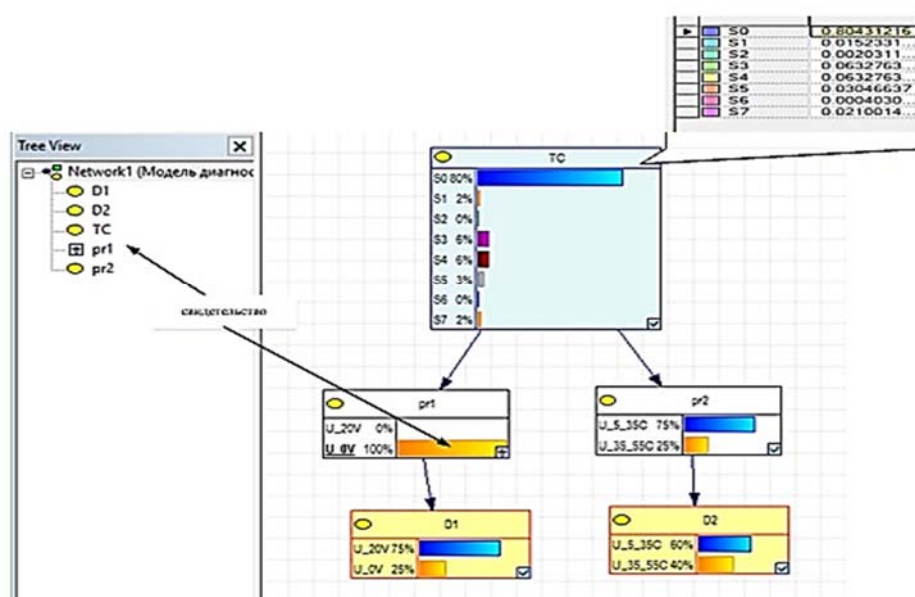 S0 0.80431216
S1 0.0152331...
S2 0.0020311...
S3 0.0632763...
S4 0.0632763...
S5 0.03046637
S6 0.0004030...
S7 0.0210014...
Tree View
Network1 (Модель диагнос
D1
D2
TC
pr1
pr2
свидетельство
TC
S0 80%
S1 2%
S2 0%
S3 6%
S4 6%
S5 3%
S6 0%
S7 2%
pr1
U_20V 0%
U_0V 100%
pr2
U_5_35C 75%
U_35_55C 25%
D1
U_20V 75%
U_0V 25%
D2
U_5_35C 60%
U_35_55C 40%